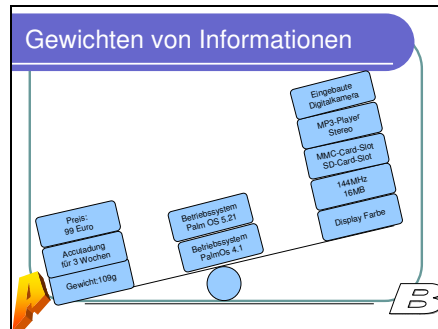 Gewichten von Informationen
Eingebaute
Digitalkamera
MP3-Player
Stereo
MMC-Card-Slot
SD-Card-Slot
144MHz
16MB
Display Farbe
Betriebssystem
Palm OS 5.21
Betriebssystem
PalmOs 4.1
Preis:
99 Euro
Accutadung
für 3 Wochen
Gewicht:109g
A
B